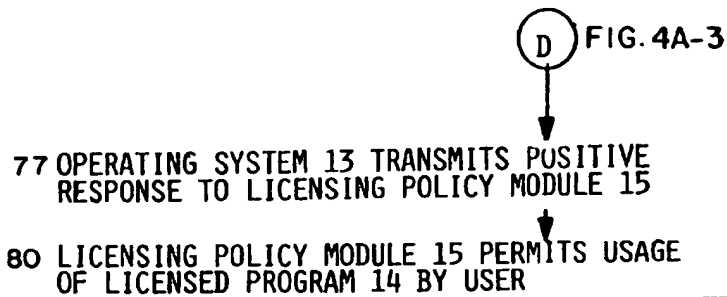 D FIG. 4A-3
77 OPERATING SYSTEM 13 TRANSMITS POSITIVE
RESPONSE TO LICENSING POLICY MODULE 15
80 LICENSING POLICY MODULE 15 PERMITS USAGE
OF LICENSED PROGRAM 14 BY USER